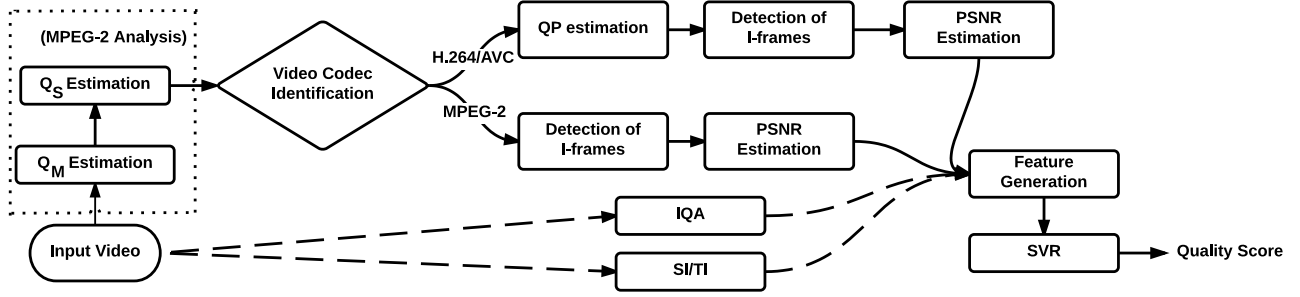 (MPEG-2 Analysis)
QS Estimation
QM Estimation
Input Video
Video Codec
Identification
H.264/AVC
MPEG-2
QP estimation
Detection of
I-frames
PSNR
Estimation
Detection of
I-frames
PSNR
Estimation
IQA
SI/TI
Feature
Generation
SVR
Quality Score